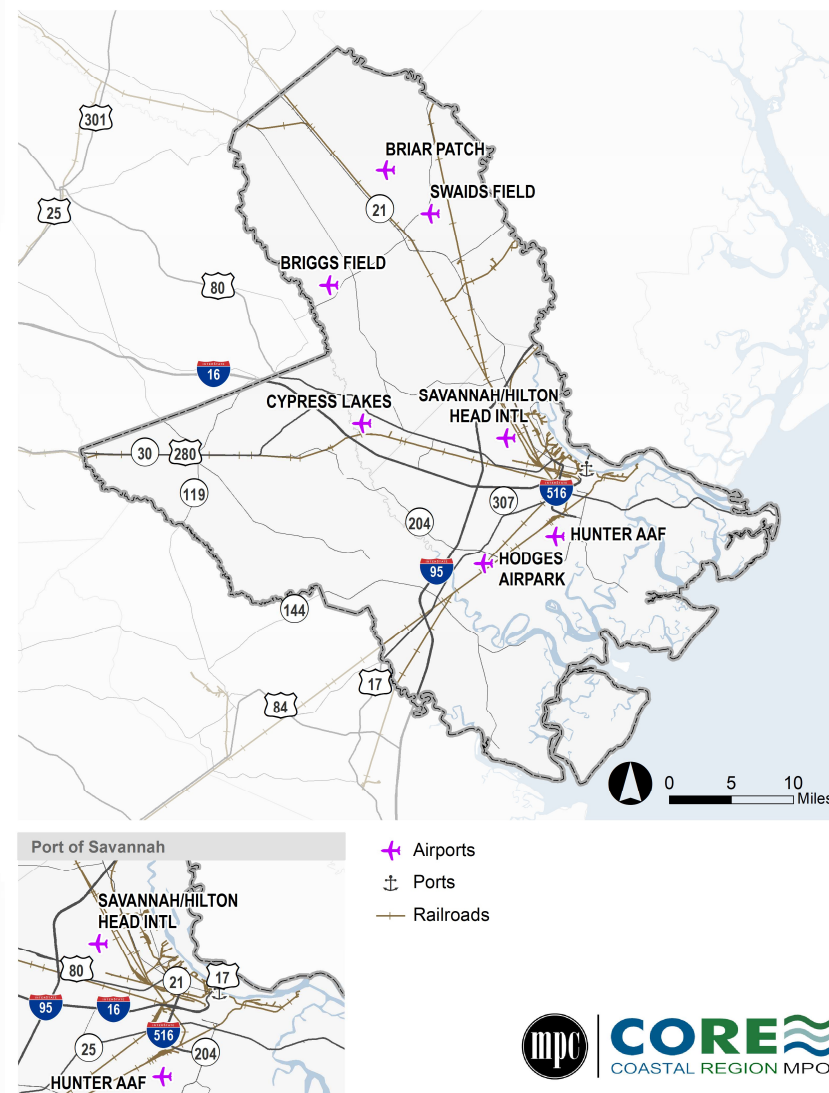 301
BRIAR PATCH
SWAIDS FIELD
25
21
BRIGGS FIELD
80
16
CYPRESS LAKES
SAVANNAH/HILTON
HEAD INTL
30
280
119
307
516
204
HUNTER AAF
HODGES
AIRPARK
95
144
17
84
0 5 10
Miles
Port of Savannah
SAVANNAH/HILTON
HEAD INTL
80
21
17
95
16
516
25
204
HUNTER AAF
Airports
Ports
Railroads
mpc
CORE
COASTAL REGION MPO